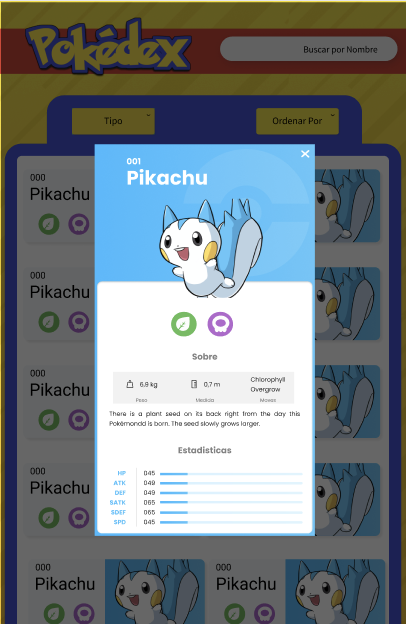 Pokédex
Buscar por Nombre
Tipo
Ordenar Por
001
Pikachu
Sobre
6,9 kg
0,7 m
Chlorophyll
Overgrow
Peso
Medida
Moves
There is a plant seed on its back right from the day this
Pokémondd is born. The seed slowly grows larger.
Estadisticas
HP 045
ATK 049
DEF 049
SATK 065
SDEF 065
SPD 045
000
Pikachu
000
Pikachu
000
Pikachu
000
Pikachu
000
Pikachu
000
Pikachu